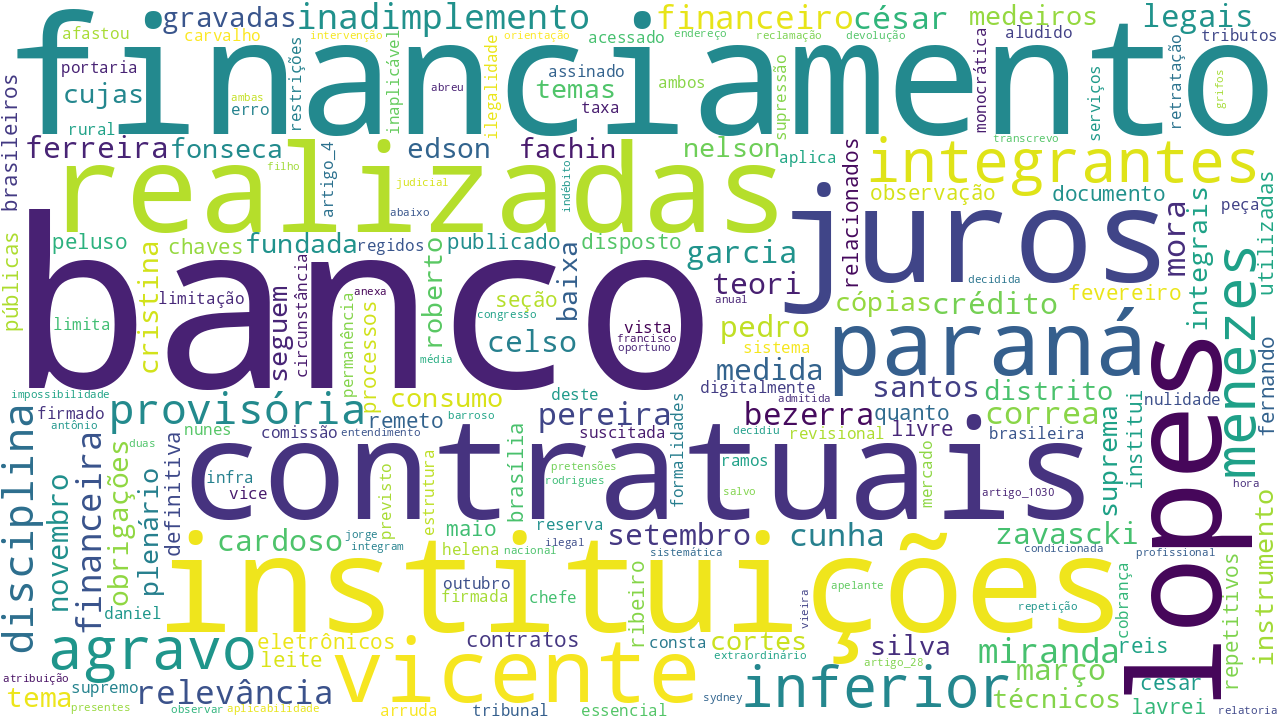 gravadas inadimplemento financeiro césar medeiros legais
afastou carvalho intervenção orientação acessado endereço reclamação devolução aludido tributos
financiamento
portaria restrições inaplicável ilegalidade assinado ambos supressão monocrática serviços retratação grifos
cujas ambas erro abreu temas taxa
brasileiros rural transcrevo
ferreira fonseca artigo_4 edson fachin nelson aplica relacionados integrantes
filho realizadas judicial indébito observação documento utilizadas
abaixo juros mora integrais peça
públicas peluso chaves fundada regidos publicado disposto garcia menezes
cristina limitação circunstância anexa roberto seção baixa teori decidida fevereiro
banco anual cópias crédito
limita seguem permanência processos congresso vista pedro paraná
francisco celso oportuno sistema
média medida fernando
impossibilidade consumo deste digitalmente santos distrito nulidade
disciplina firmado provisória remeto barroso pereira bezerra admitida quanto correa lopes
antônio nunes comissão entendimento suscitada formalidades decidiu revisional livre brasileira suprema institui
financeira obrigações duas definitiva contratuais
novembro plenário infra vice previsto estrutura brasília pretensões rodrigues ramos salvo mercado artigo_1030 hora
cardoso jorge integram maio reserva setembro cunha zavascki instrumento
helena nacional ilegal sistemática condicionada profissional
instituições
daniel outubro firmada chefe ribeiro apelante vieira repetição cobrança repetitivos
agravo eletrônicos contratos consta cortes silva miranda reis
leite vicente extraordinário artigo_28
atribuição supremo relevância inferior março césar
tema presentes observar aplicabilidade arruda tribunal essencial sydney técnicos lavrei relatoria